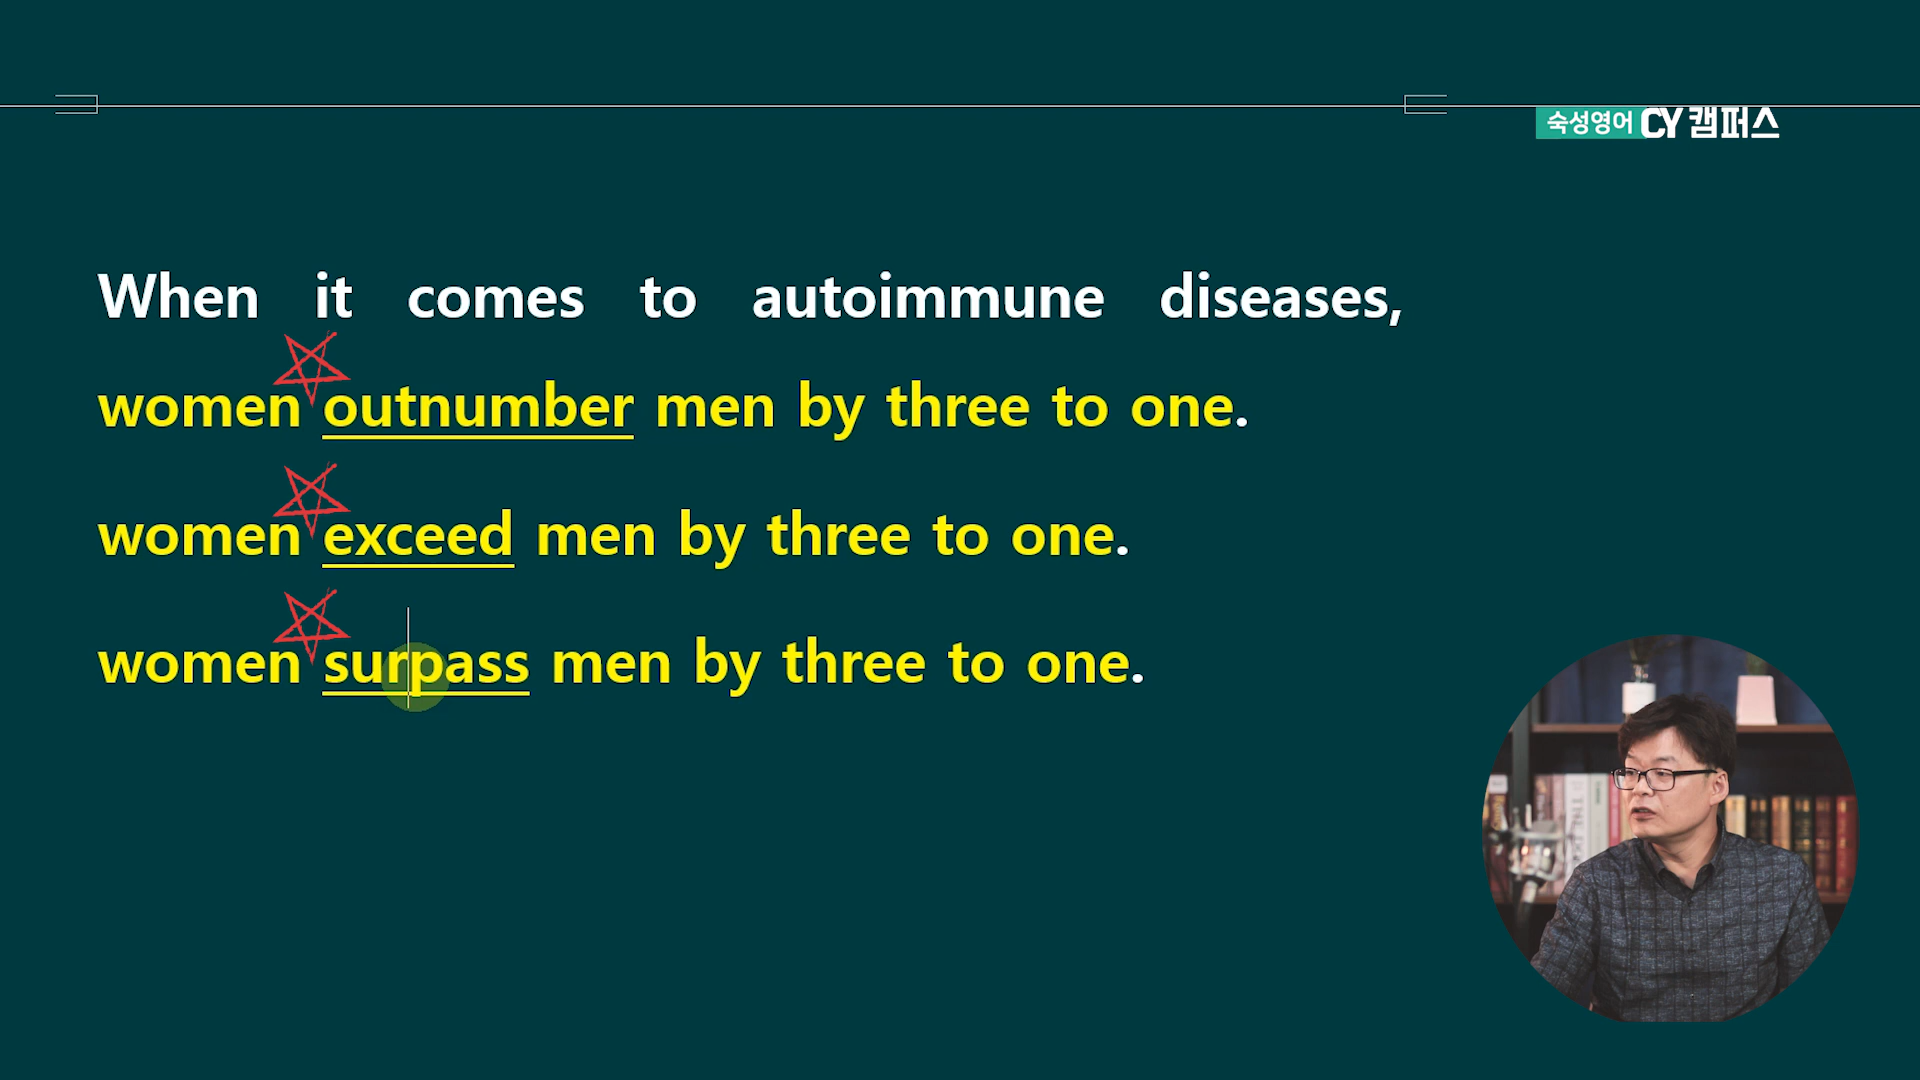 숙성영어 CY 캠퍼스
When it comes to autoimmune diseases,
women outnumber men by three to one.
women exceed men by three to one.
women surpass men by three to one.